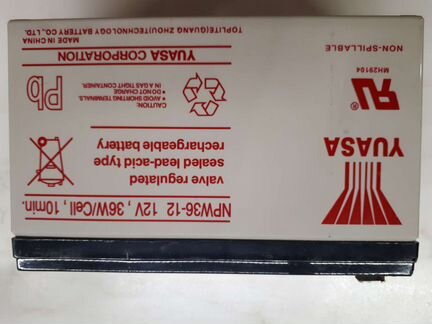 NPW36-12 12V , 36W/Cell , 10min.
valve regulated
sealed lead-acid type
rechargeable battery
Pb
CAUTION:
• AVOID SHORTING TERMINALS.
• DO NOT CHARGE
IN A GAS TIGHT CONTAINER.
YUASA CORPORATION
MADE IN CHINA
TOPLITE(GUANG ZHOU)TECHNOLOGY BATTERY CO., LTD.
YUASA
MH29104
NON-SPILLABLE